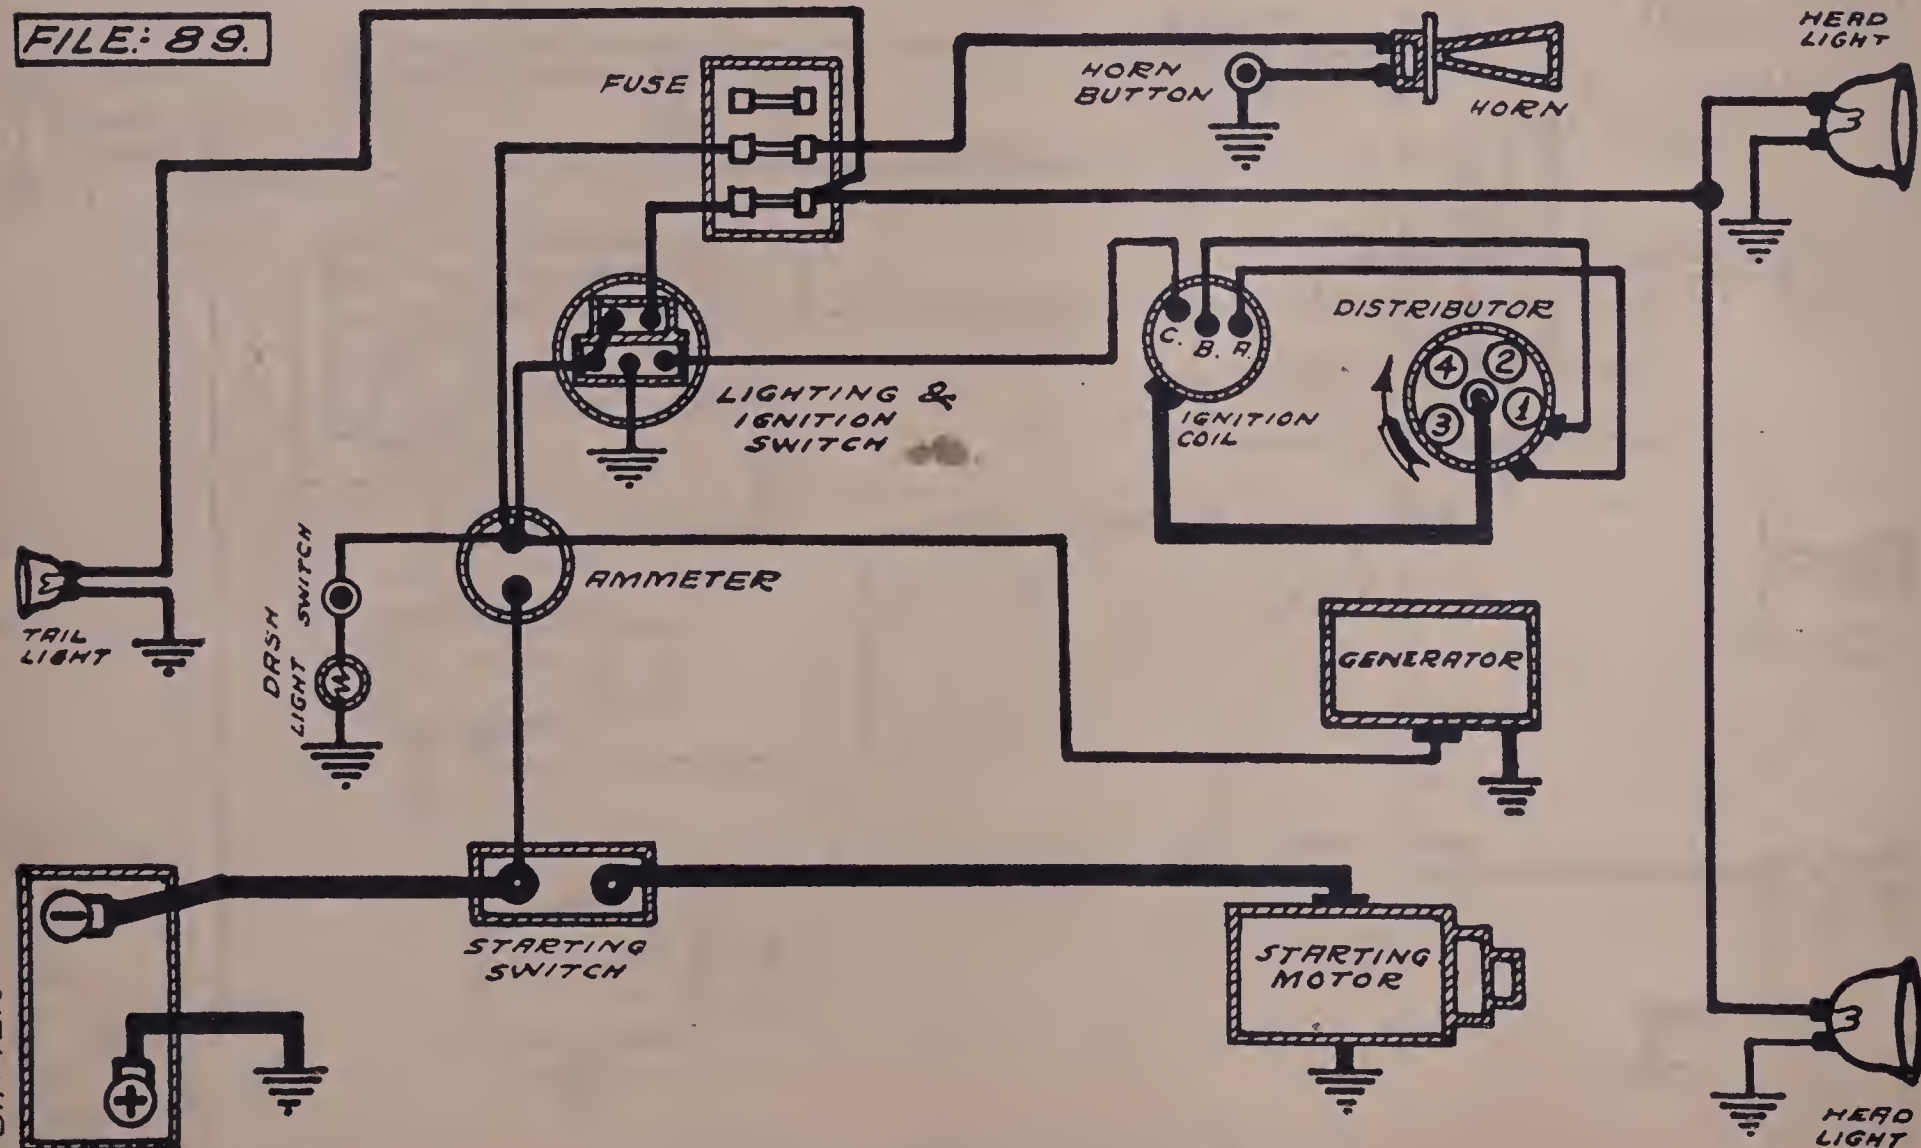 FILE: 89.
FUSE
HORN
BUTTON
HORN
HEAD
LIGHT
DISTRIBUTOR
C. B. A.
4 2
3 1
IGNITION
COIL
LIGHTING &
IGNITION
SWITCH
AMMETER
DASH
LIGHT
SWITCH
TAIL
LIGHT
GENERATOR
STARTING
SWITCH
STARTING
MOTOR
−
+
HEAD
LIGHT